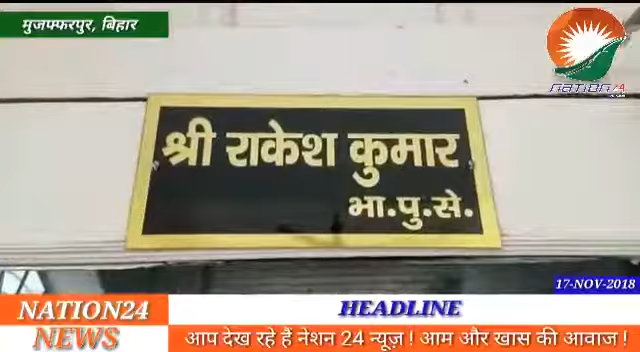 मुजफ्फरपुर, बिहार
NATION24
श्री राकेश कुमार
भा.पु.से.
17-NOV-2018
NATION24
NEWS
HEADLINE
आप देख रहे हैं नेशन 24 न्यूज़ ! आम और खास की आवाज !